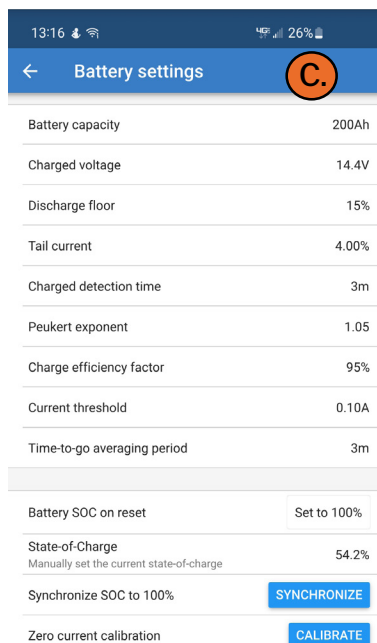 13:16 4G 26%
Battery settings C.
Battery capacity 200Ah
Charged voltage 14.4V
Discharge floor 15%
Tail current 4.00%
Charged detection time 3m
Peukert exponent 1.05
Charge efficiency factor 95%
Current threshold 0.10A
Time-to-go averaging period 3m
Battery SOC on reset Set to 100%
State-of-Charge
Manually set the current state-of-charge 54.2%
Synchronize SOC to 100% SYNCHRONIZE
Zero current calibration CALIBRATE